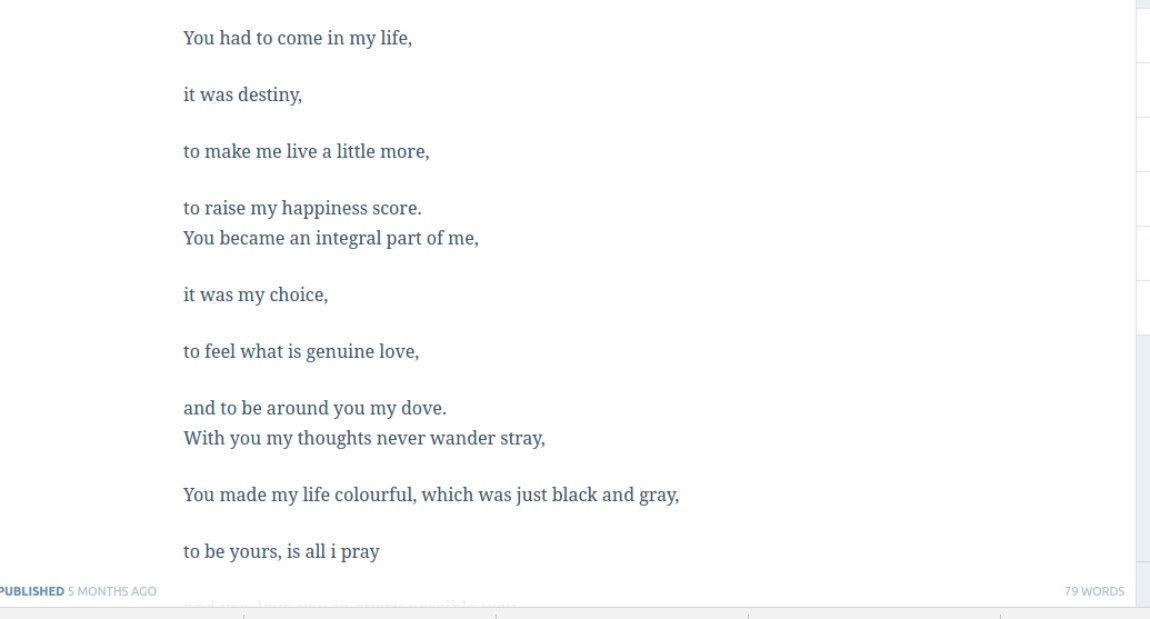 You had to come in my life,
it was destiny,
to make me live a little more,
to raise my happiness score.
You became an integral part of me,
it was my choice,
to feel what is genuine love,
and to be around you my dove.
With you my thoughts never wander stray,
You made my life colourful, which was just black and gray,
to be yours, is all i pray
PUBLISHED 5 MONTHS AGO
79 WORDS